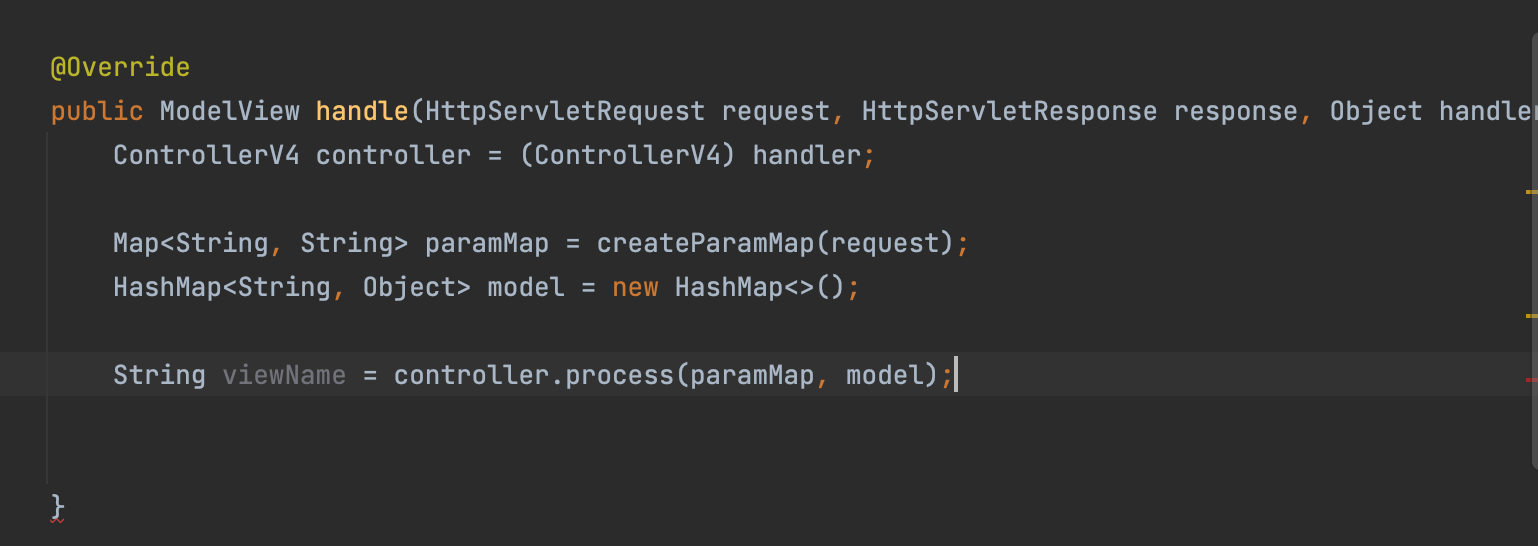 @Override
public ModelView handle(HttpServletRequest request, HttpServletResponse response, Object handler
ControllerV4 controller = (ControllerV4) handler;
Map<String, String> paramMap = createParamMap(request);
HashMap<String, Object> model = new HashMap<>();
String viewName = controller.process(paramMap, model);
}